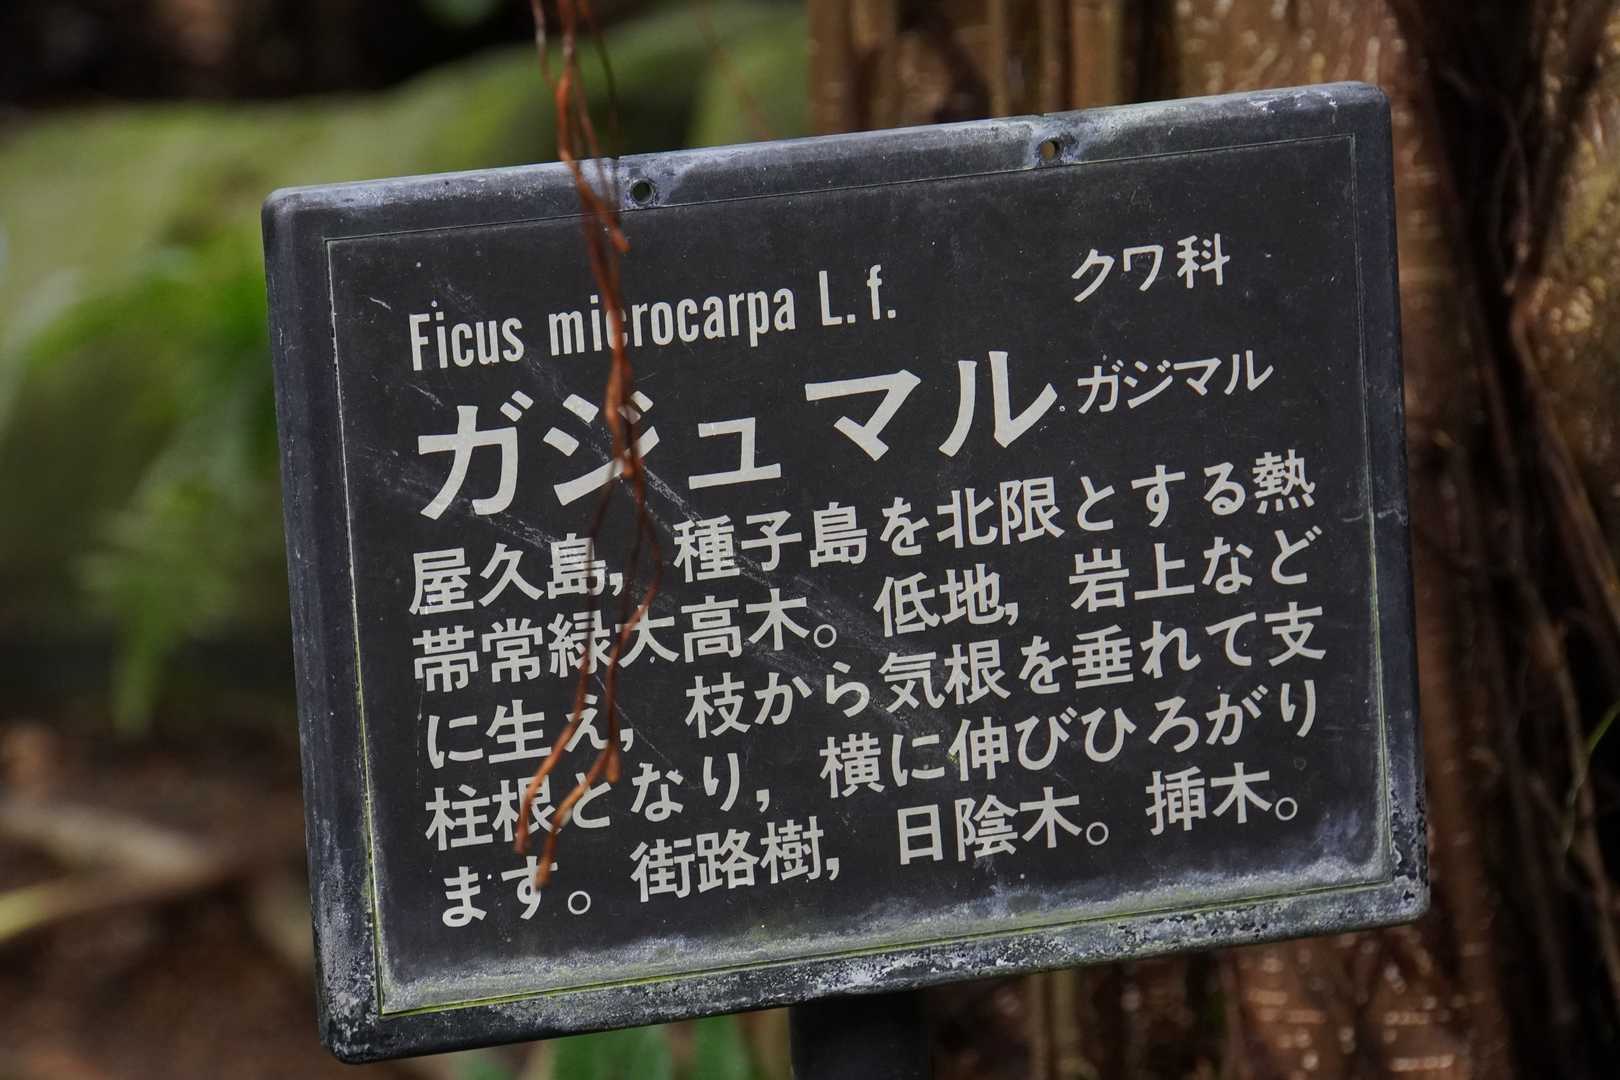 Ficus microcarpa L. f. クワ科
ガジュマル ガジマル
屋久島，種子島を北限とする熱
帯常緑大高木。低地，岩上など
に生え，枝から気根を垂れて支
柱根となり，横に伸びひろがり
ます。街路樹，日陰木。挿木。